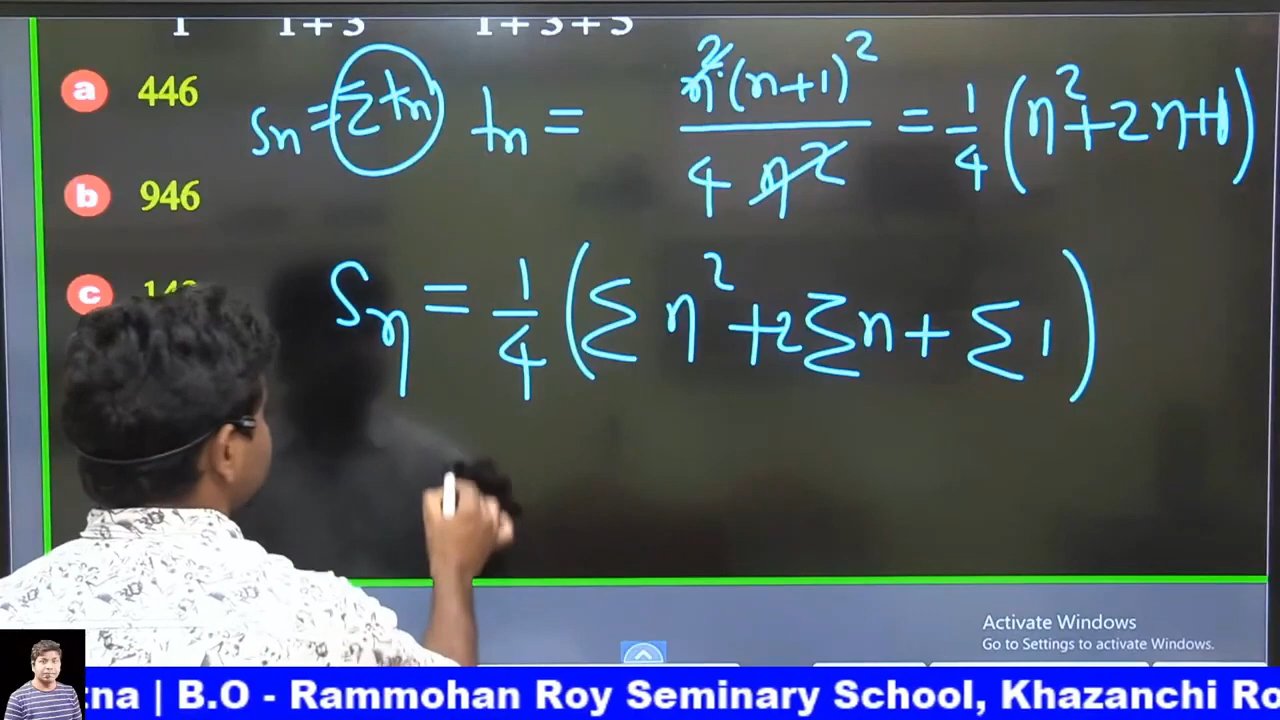 1 1+3 1+3+5
a 446
Sn = Σtn tn = n²(n+1)² / 4n² = 1/4 (n²+2n+1)
b 946
c
Sn = 1/4 (Σn² + 2Σn + Σ1)
Activate Windows
Go to Settings to activate Windows.
tna | B.O - Rammohan Roy Seminary School, Khazanchi Ro